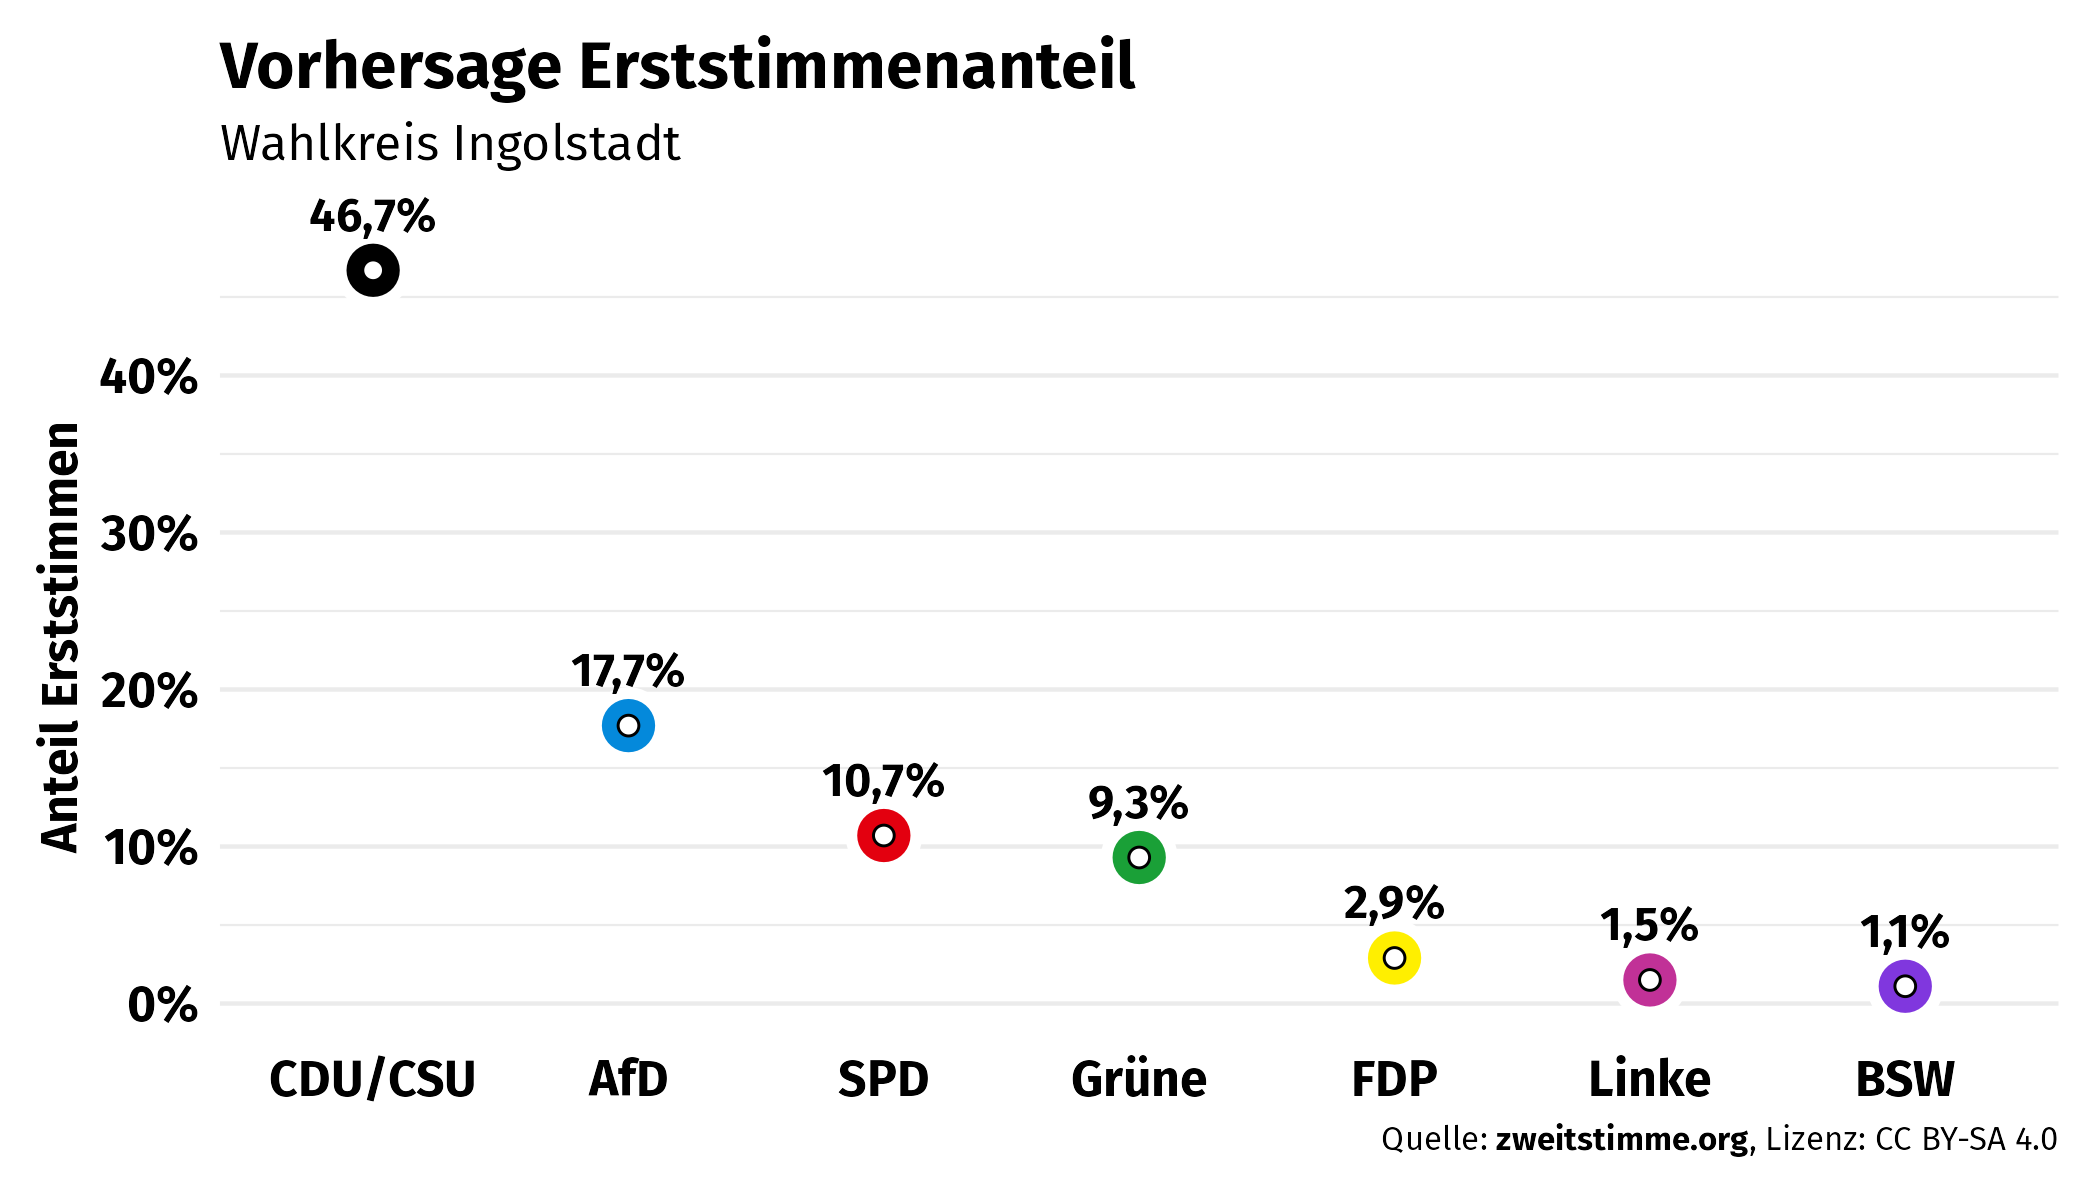 Vorhersage Erststimmenanteil
Wahlkreis Ingolstadt
46,7%
40%
30%
17,7%
20%
10,7%
9,3%
10%
2,9%
1,5%
1,1%
0%
Anteil Erststimmen
CDU/CSU AfD SPD Grüne FDP Linke BSW
Quelle: zweitstimme.org, Lizenz: CC BY-SA 4.0